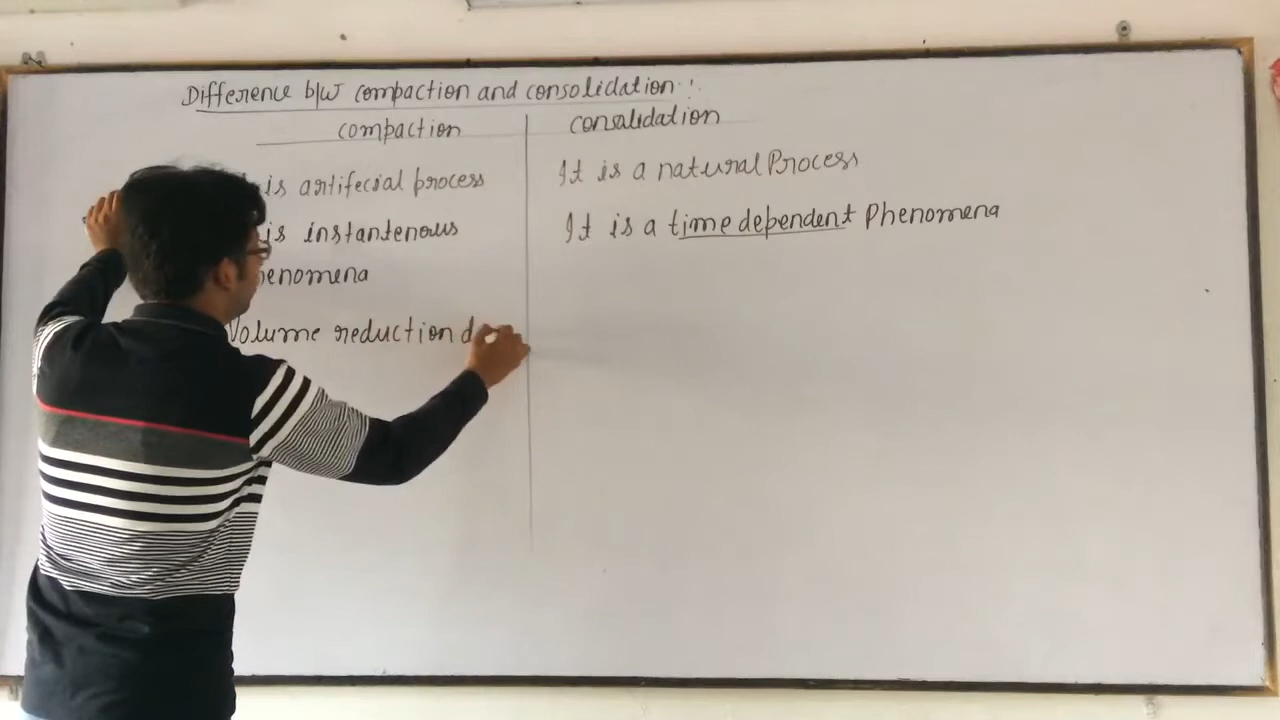 Difference b/w compaction and consolidation :
compaction
consalidation
is artifecial process
It is a natural Process
is instantenous
It is a time dependent Phenomena
enomena
Volume reduction d